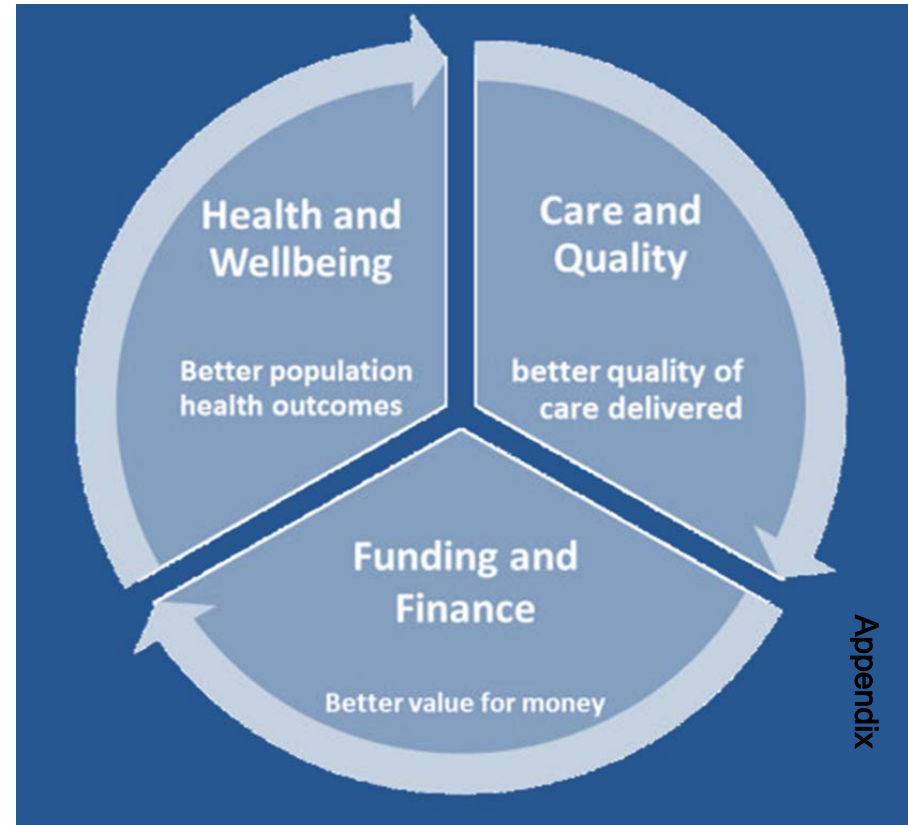 Health and
Wellbeing
Better population
health outcomes
Care and
Quality
better quality of
care delivered
Funding and
Finance
Better value for money
Appendix